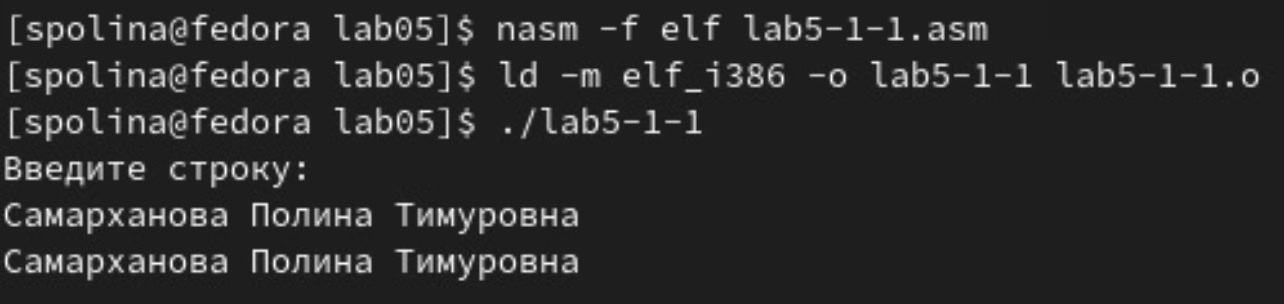 [spolina@fedora lab05]$ nasm -f elf lab5-1-1.asm
[spolina@fedora lab05]$ ld -m elf_i386 -o lab5-1-1 lab5-1-1.o
[spolina@fedora lab05]$ ./lab5-1-1
Введите строку:
Самарханова Полина Тимуровна
Самарханова Полина Тимуровна